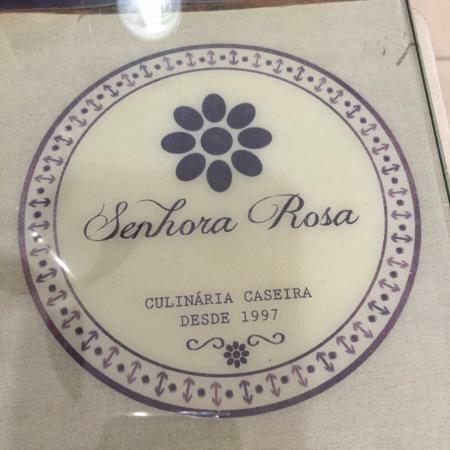 Senhora Rosa
CULINÁRIA CASEIRA
DESDE 1997